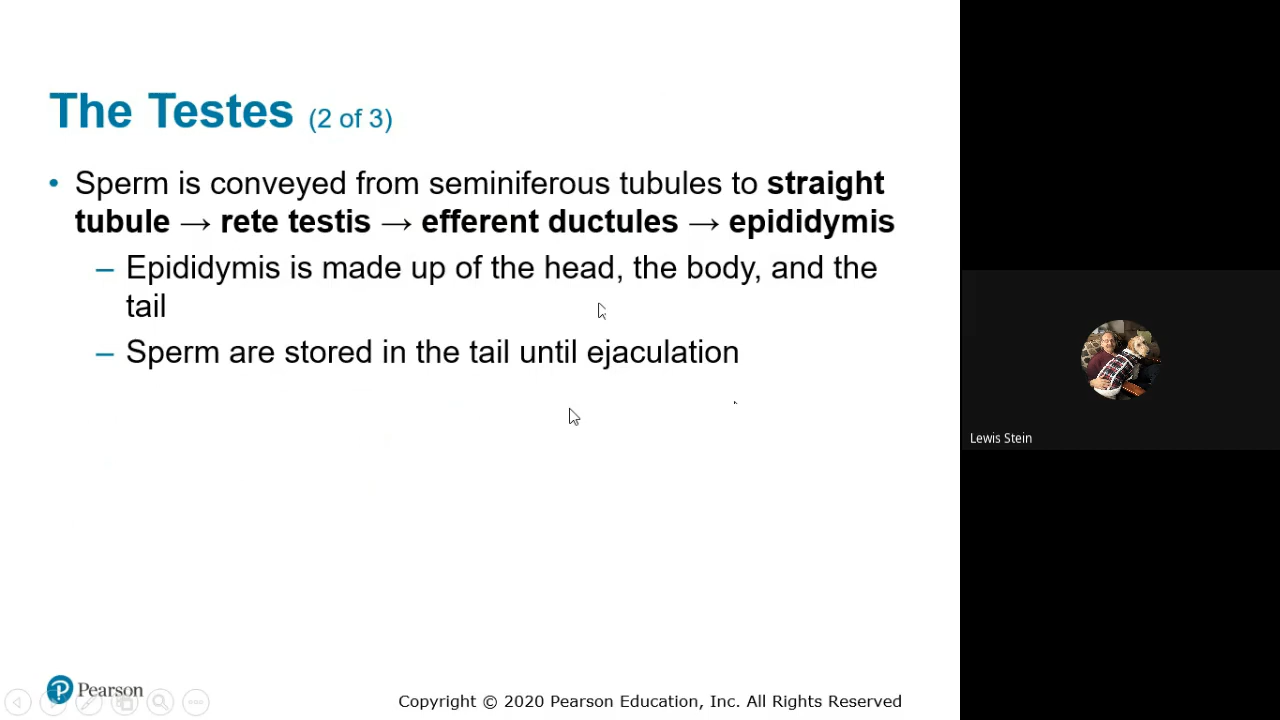 The Testes (2 of 3)
• Sperm is conveyed from seminiferous tubules to straight
tubule → rete testis → efferent ductules → epididymis
– Epididymis is made up of the head, the body, and the
tail
– Sperm are stored in the tail until ejaculation
Lewis Stein
Pearson
Copyright © 2020 Pearson Education, Inc. All Rights Reserved